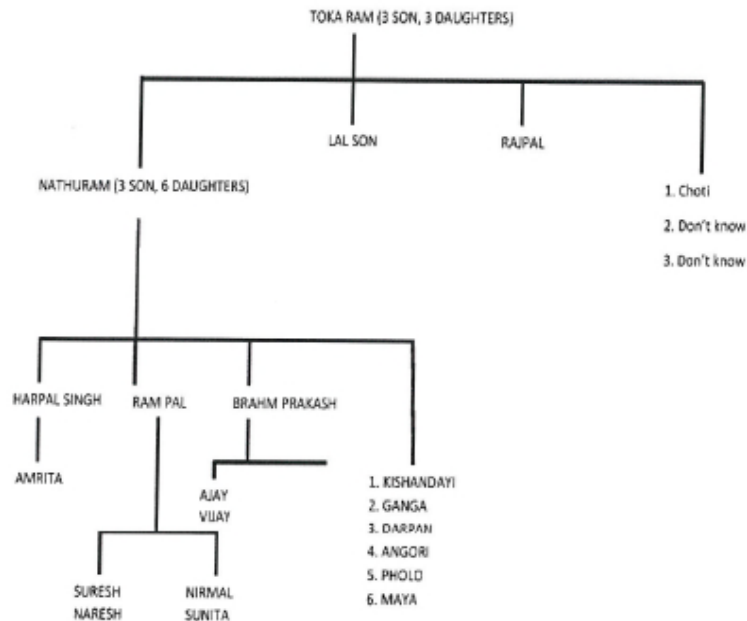 TOKA RAM (3 SON, 3 DAUGHTERS)
LAL SON
RAJPAL
NATHURAM (3 SON, 6 DAUGHTERS)
1. Choti
2. Don't know
3. Don't know
HARPAL SINGH
RAM PAL
BRAHM PRAKASH
AMRITA
AJAY
VIJAY
1. KISHANDAYI
2. GANGA
3. DARPAN
4. ANGORI
5. PHOLO
6. MAYA
SURESH
NARESH
NIRMAL
SUNITA